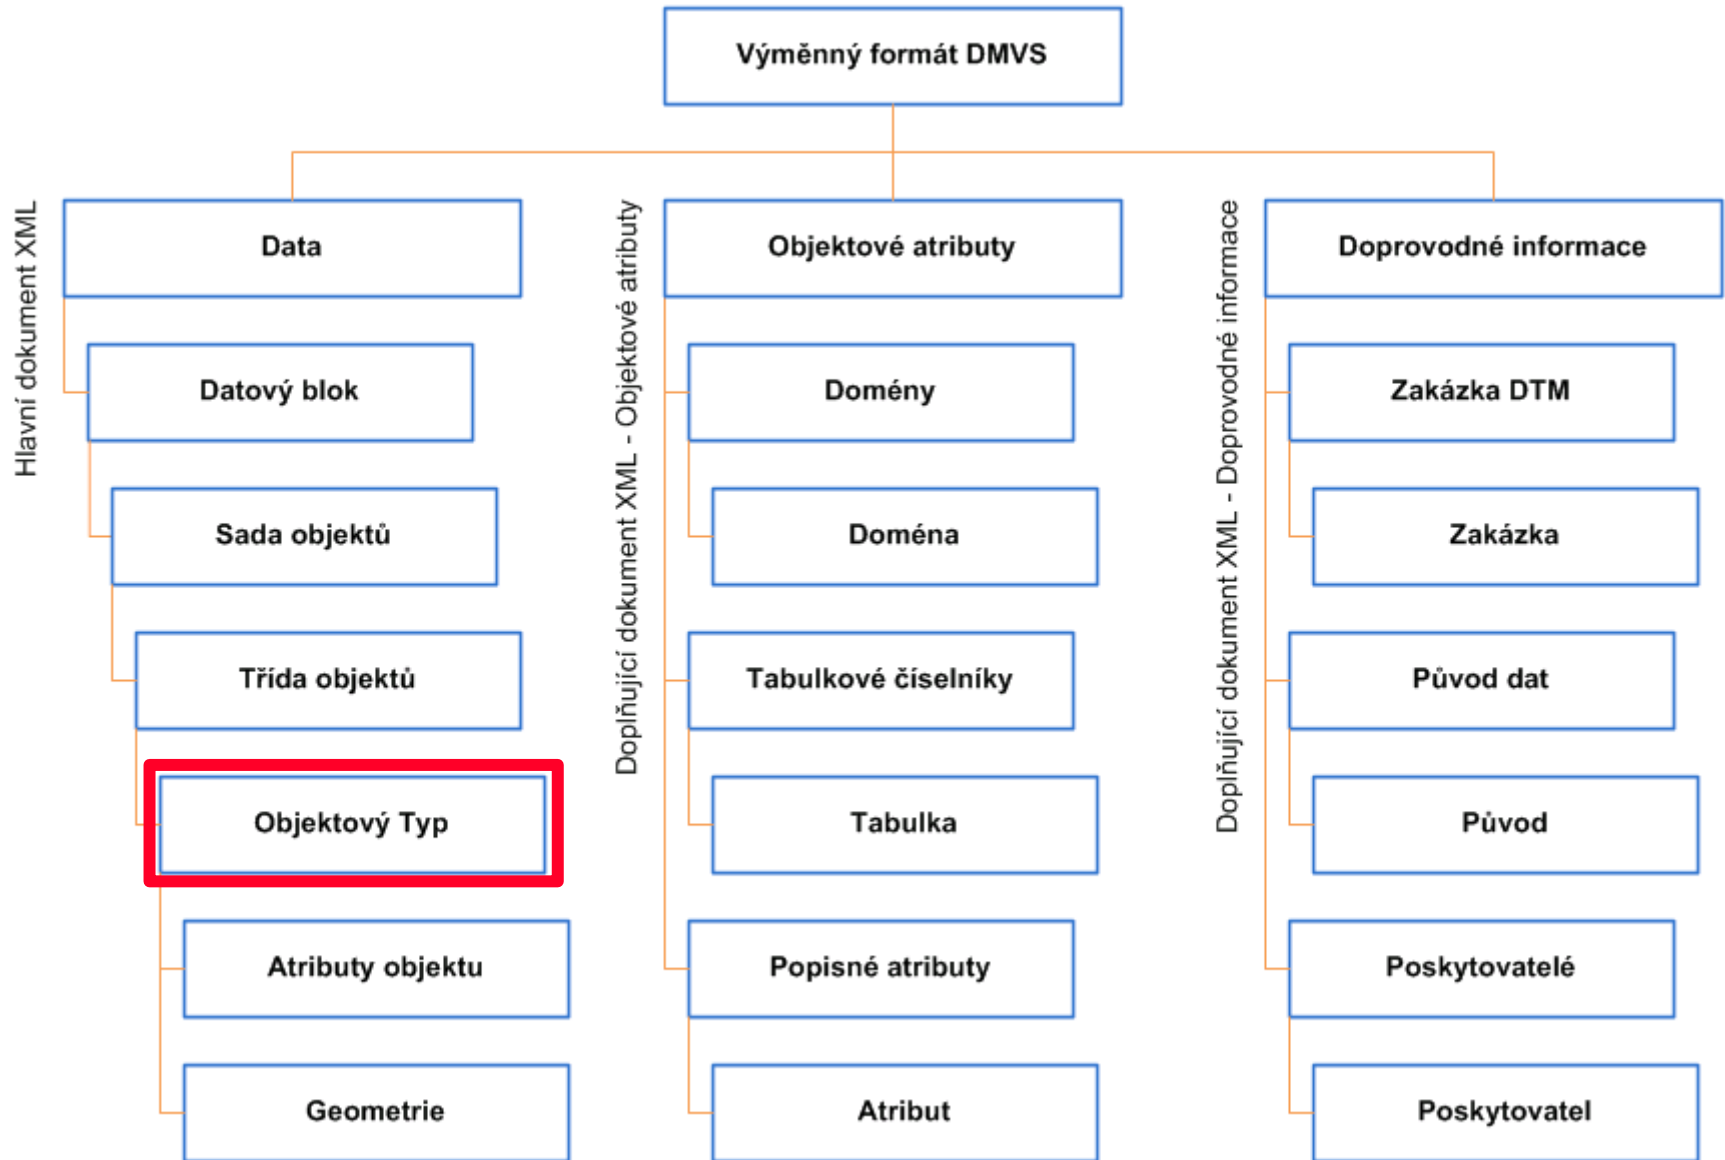 Výměnný formát DMVS
Hlavní dokument XML
Data
Datový blok
Sada objektů
Třída objektů
Objektový Typ
Atributy objektu
Geometrie
Doplňující dokument XML - Objektové atributy
Objektové atributy
Domény
Doména
Tabulkové číselníky
Tabulka
Popisné atributy
Atribut
Doplňující dokument XML - Doprovodné informace
Doprovodné informace
Zakázka DTM
Zakázka
Původ dat
Původ
Poskytovatelé
Poskytovatel